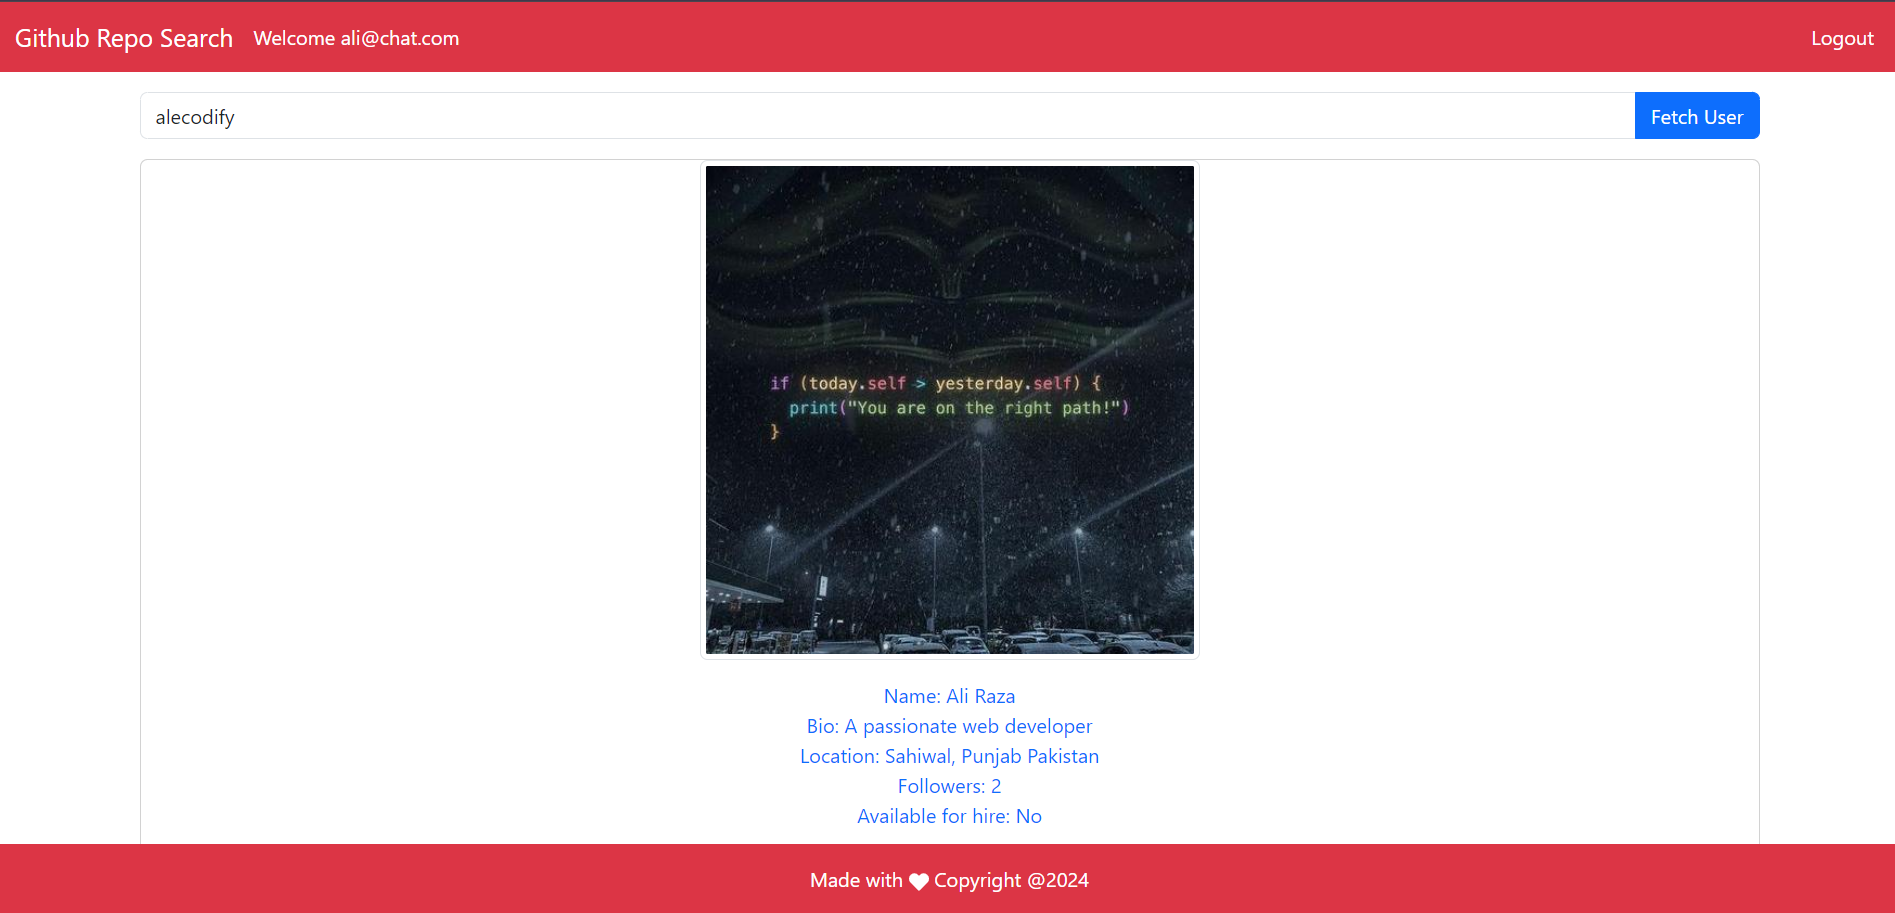 Github Repo Search Welcome ali@chat.com Logout
alecodify Fetch User
if (today.self -> yesterday.self) {
print("You are on the right path!")
}
Name: Ali Raza
Bio: A passionate web developer
Location: Sahiwal, Punjab Pakistan
Followers: 2
Available for hire: No
Made with Copyright @2024